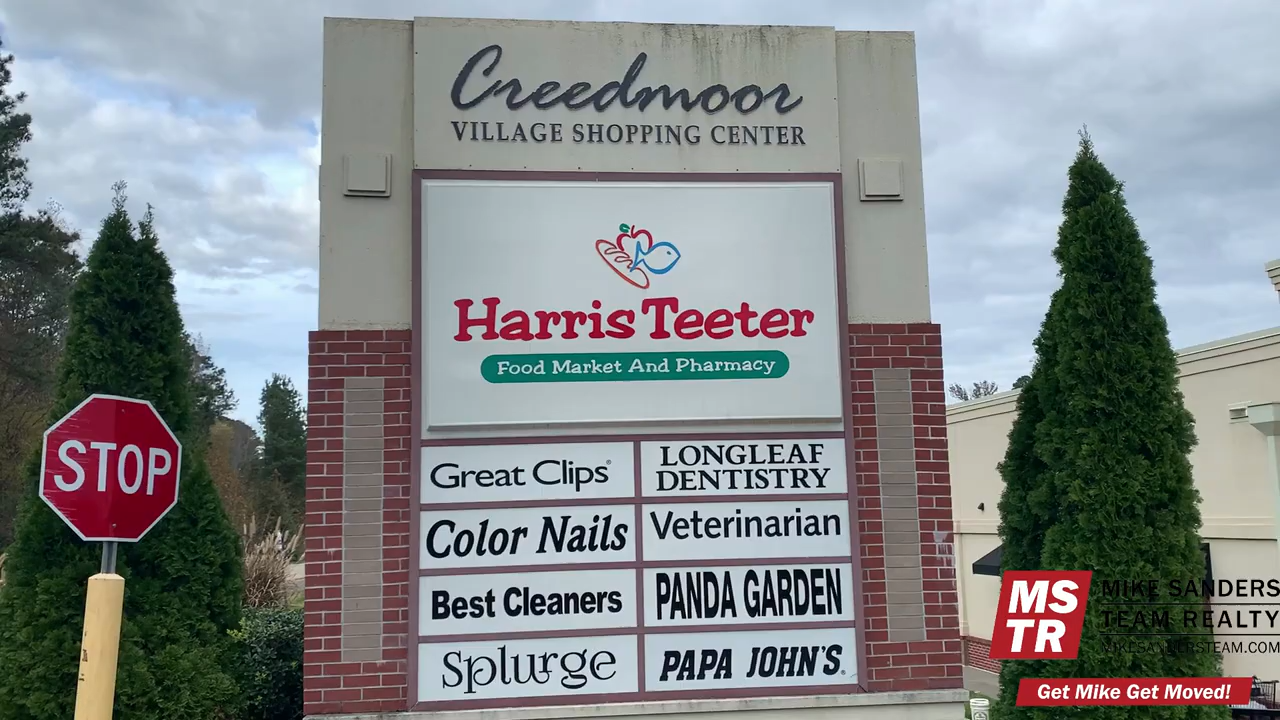 Creedmoor
VILLAGE SHOPPING CENTER
Harris Teeter
Food Market And Pharmacy
Great Clips®
LONGLEAF
DENTISTRY
Color Nails
Veterinarian
Best Cleaners
PANDA GARDEN
Splurge
PAPA JOHN'S®
STOP
MS
TR
MIKE SANDERS
TEAM REALTY
MIKESANDERSTEAM.COM
Get Mike Get Moved!